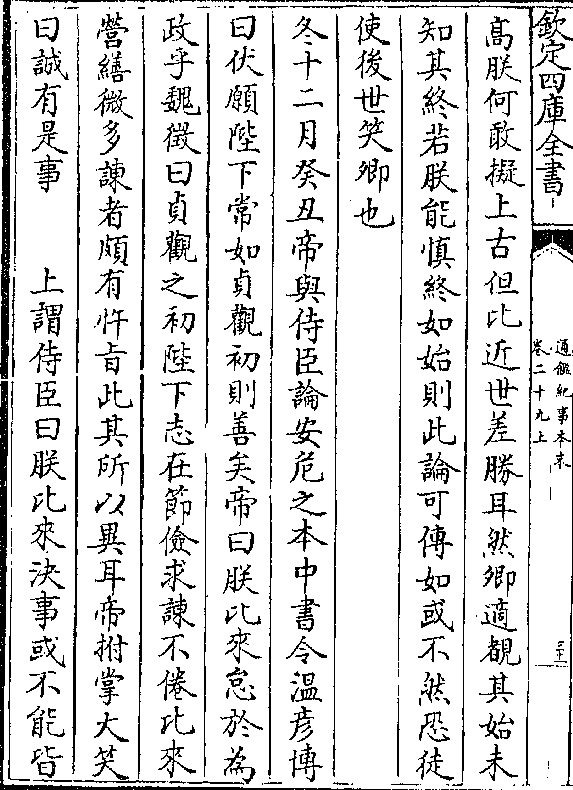 欽定四庫全書
通鑑紀事本末
卷二十九上
高朕何敢擬上古但比近世差勝耳然卿適覩其始未
知其終若朕能慎終如始則此論可傳如或不然恐徒
使後世笑卿也
冬十二月癸丑帝與侍臣論安危之本中書令溫彦博
曰伏願陛下常如貞觀初則善矣帝曰朕比來怠於為
政乎魏徵曰貞觀之初陛下志在節儉求諫不倦比來
營繕微多諫者頗有忤㫖此其所以異耳帝拊掌大笑
曰誠有是事　　上謂侍臣曰朕比來決事或不能皆